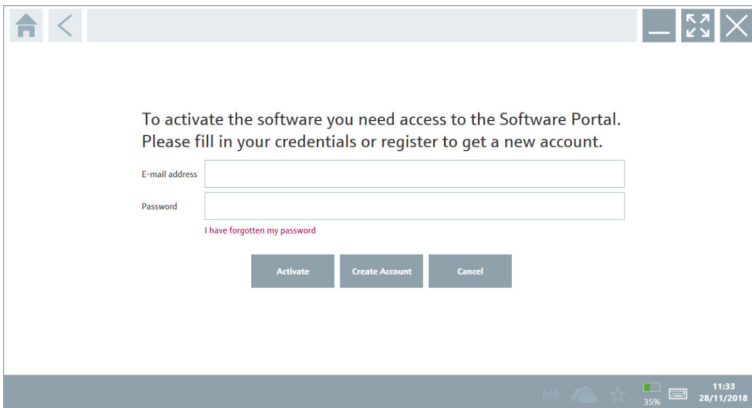 To activate the software you need access to the Software Portal.
Please fill in your credentials or register to get a new account.
E-mail address
Password
I have forgotten my password
Activate
Create Account
Cancel
35%
11:33
28/11/2018